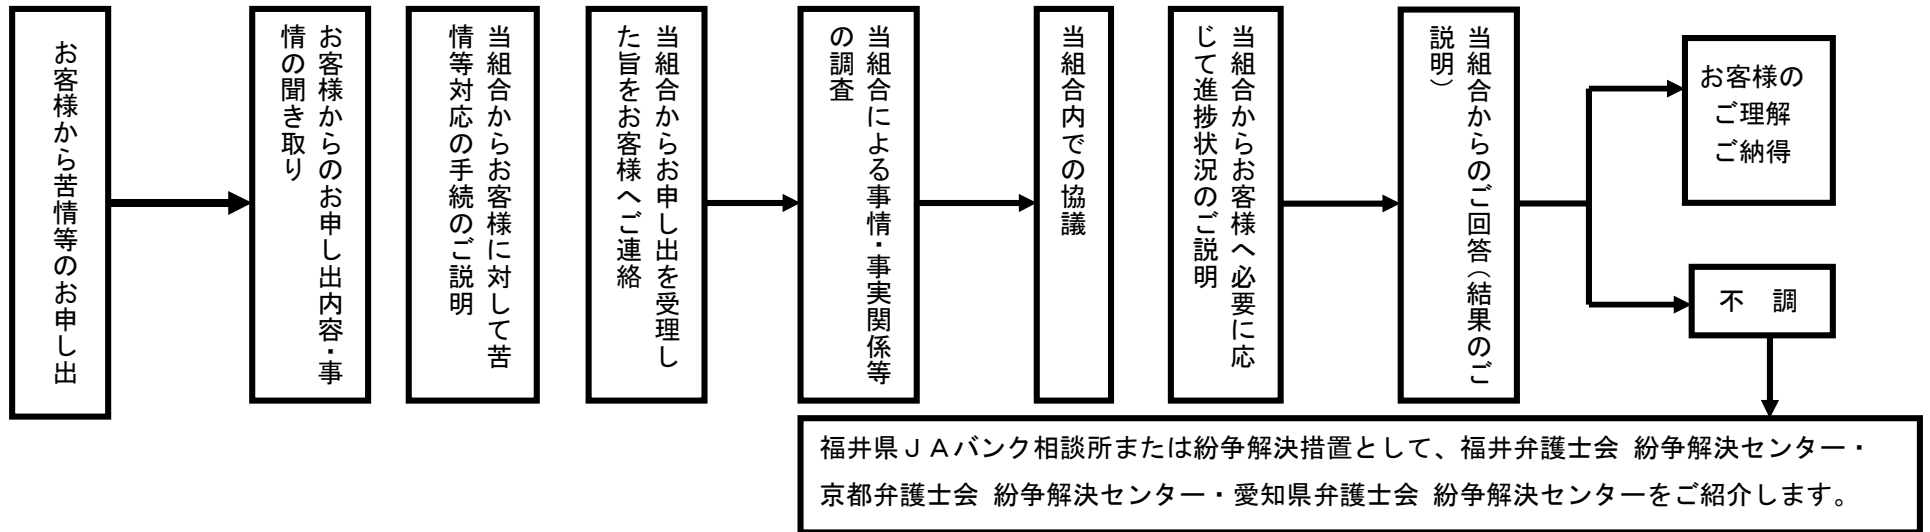 お客様から苦情等のお申し出
お客様からのお申し出内容・事
情の聞き取り
当組合からお客様に対して苦
情等対応の手続のご説明
当組合からお申し出を受理し
た旨をお客様へご連絡
当組合による事情・事実関係等
の調査
当組合内での協議
当組合からお客様へ必要に応
じて進捗状況のご説明
当組合からのご回答（結果のご
説明）
お客様の
ご理解
ご納得
不　調
福井県ＪＡバンク相談所または紛争解決措置として、福井弁護士会 紛争解決センター・
京都弁護士会 紛争解決センター・愛知県弁護士会 紛争解決センターをご紹介します。